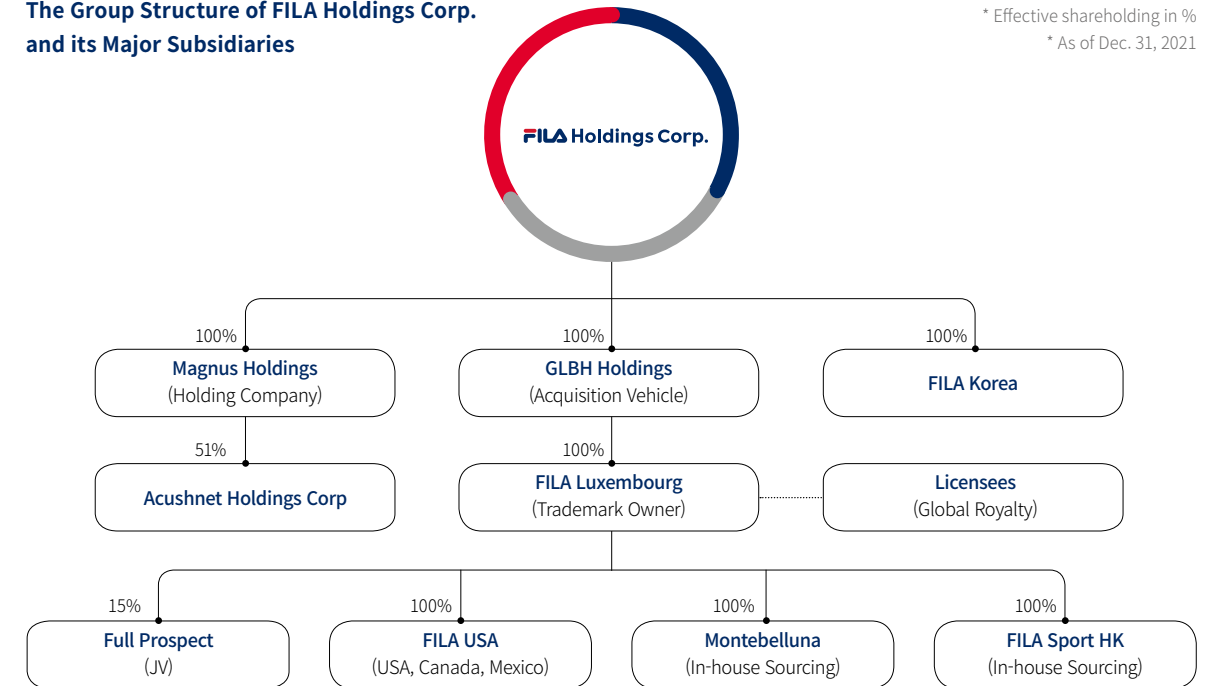 The Group Structure of FILA Holdings Corp.
and its Major Subsidiaries
* Effective shareholding in %
* As of Dec. 31, 2021
FILA Holdings Corp.
100%
Magnus Holdings
(Holding Company)
100%
GLBH Holdings
(Acquisition Vehicle)
100%
FILA Korea
51%
Acushnet Holdings Corp
100%
FILA Luxembourg
(Trademark Owner)
Licensees
(Global Royalty)
15%
Full Prospect
(JV)
100%
FILA USA
(USA, Canada, Mexico)
100%
Montebelluna
(In-house Sourcing)
100%
FILA Sport HK
(In-house Sourcing)